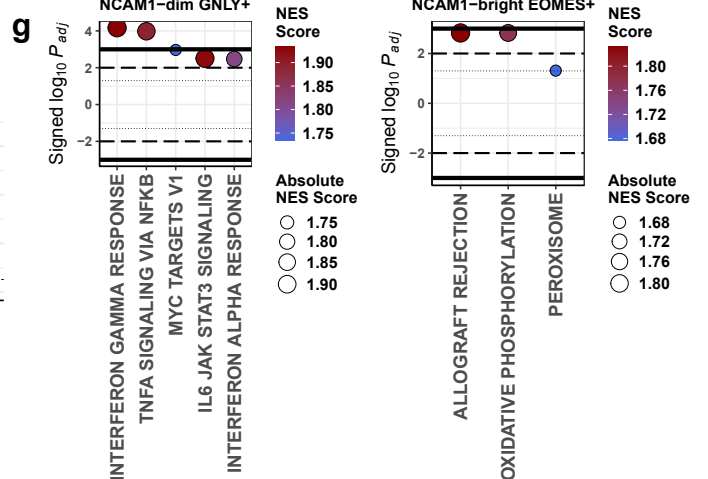 g
NCAM1−dim GNLY+
Signed log10 Padj
4
2
0
−2
INTERFERON GAMMA RESPONSE
TNFA SIGNALING VIA NFKB
MYC TARGETS V1
IL6 JAK STAT3 SIGNALING
INTERFERON ALPHA RESPONSE
NES
Score
1.90
1.85
1.80
1.75
Absolute
NES Score
1.75
1.80
1.85
1.90
NCAM1−bright EOMES+
Signed log10 Padj
2
0
−2
ALLOGRAFT REJECTION
OXIDATIVE PHOSPHORYLATION
PEROXISOME
NES
Score
1.80
1.76
1.72
1.68
Absolute
NES Score
1.68
1.72
1.76
1.80